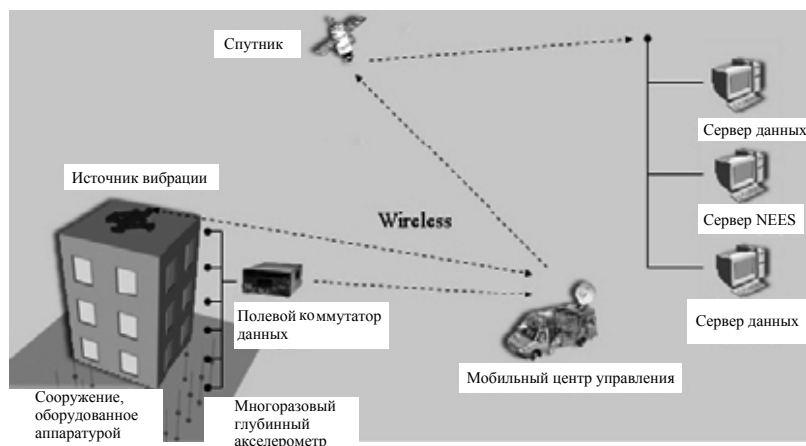 Спутник
Сервер данных
Источник вибрации
Wireless
Сервер NEES
Полевой коммутатор
данных
Сервер данных
Мобильный центр управления
Сооружение,
оборудованное
аппаратурой
Многоразовый
глубинный
акселерометр